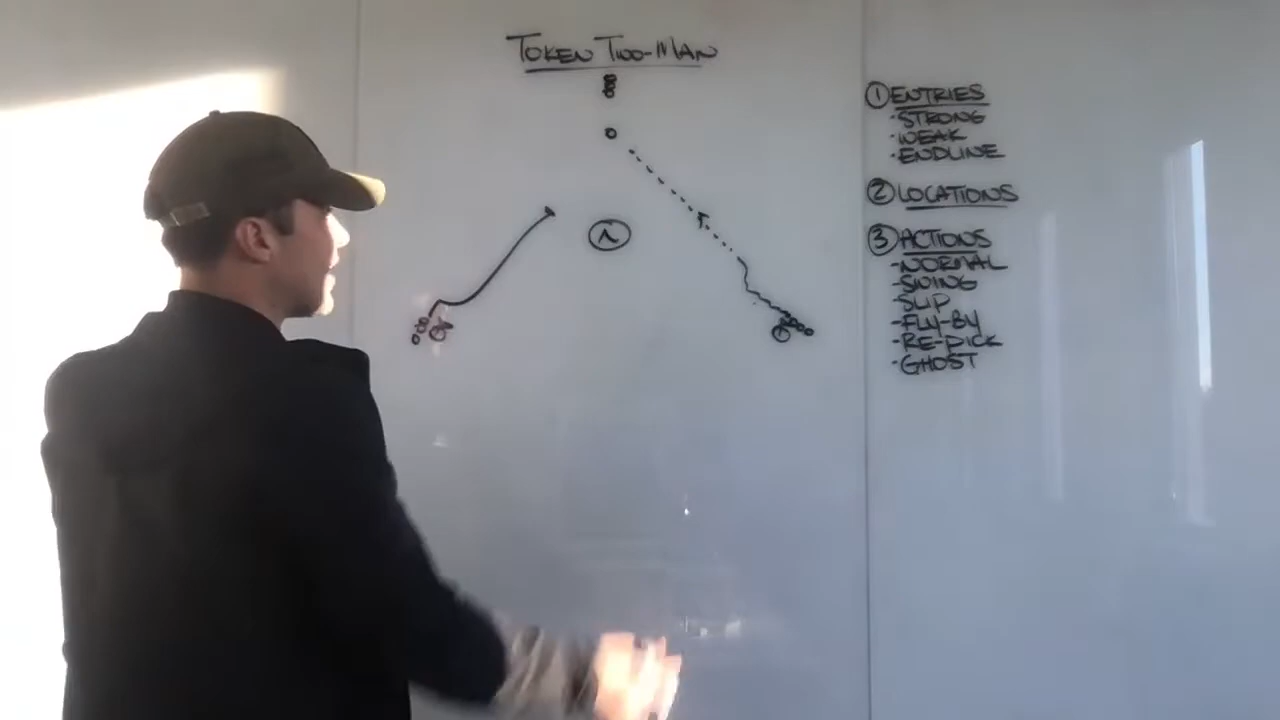 TOKEN TWO-MAN
① ENTRIES
·STRONG
·WEAK
·ENDLINE
② LOCATIONS
③ ACTIONS
-NORMAL
-SWING
-SLIP
-FLY-BY
-RE-PICK
-GHOST